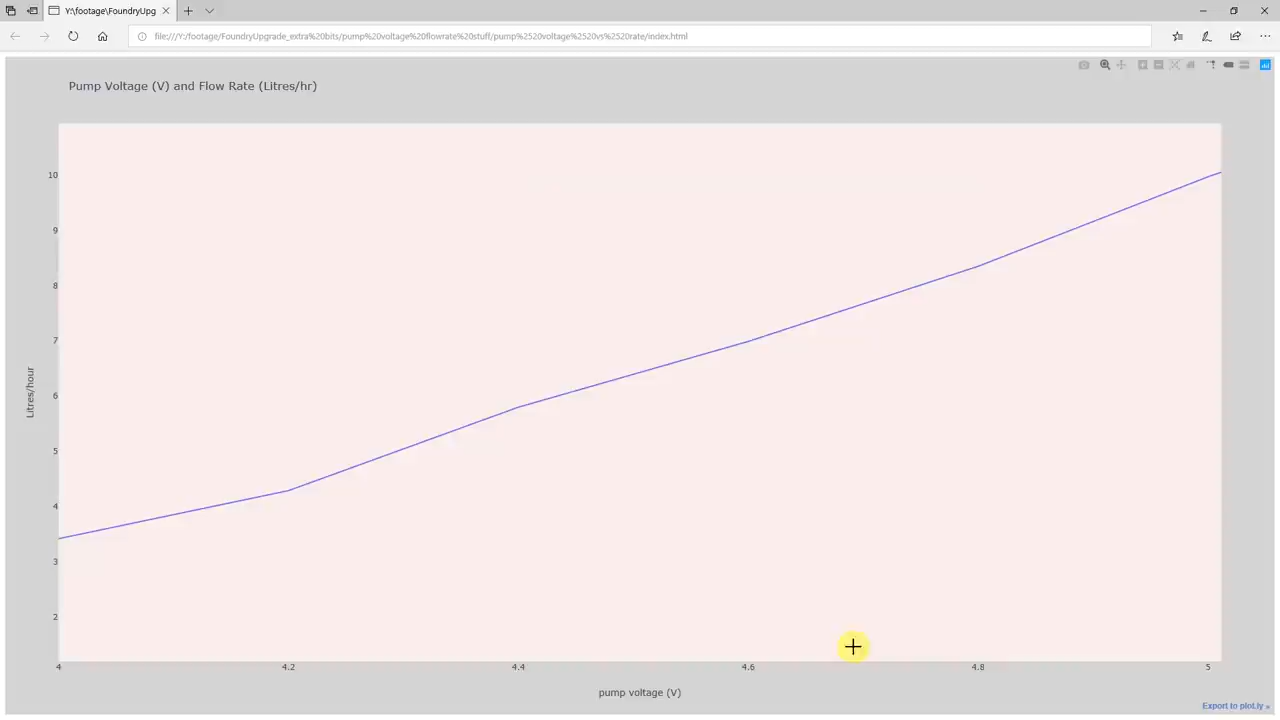 Y:\footage\FoundryUpg
file:///Y:/footage/FoundryUpgrade_extra%20bits/pump%20voltage%20flowrate%20stuff/pump%2520voltage%2520vs%2520rate/index.html
Pump Voltage (V) and Flow Rate (Litres/hr)
10
9
8
7
6
5
4
3
2
Litres/hour
4 4.2 4.4 4.6 4.8 5
pump voltage (V)
Export to plot.ly »